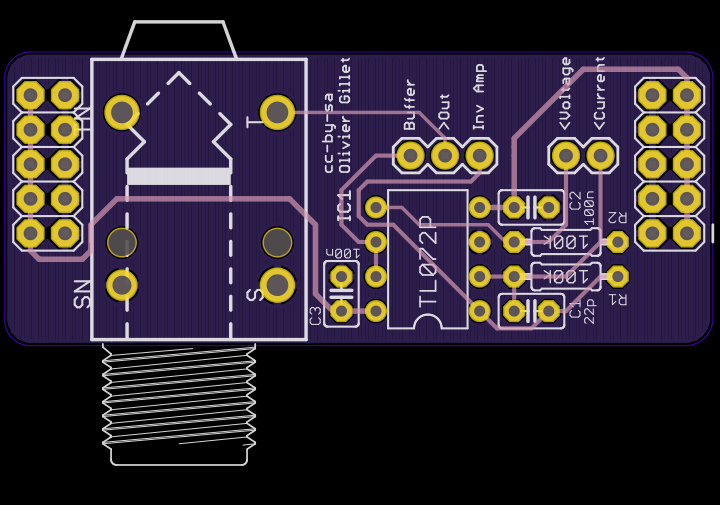 cc-by-sa
Olivier Gillet
Buffer
>Out
Inv Amp
<Voltage
<Current
T
S
SN
IC1
TL072P
C2
100n
R2
100k
100k
R1
C1
22p
C3
100n